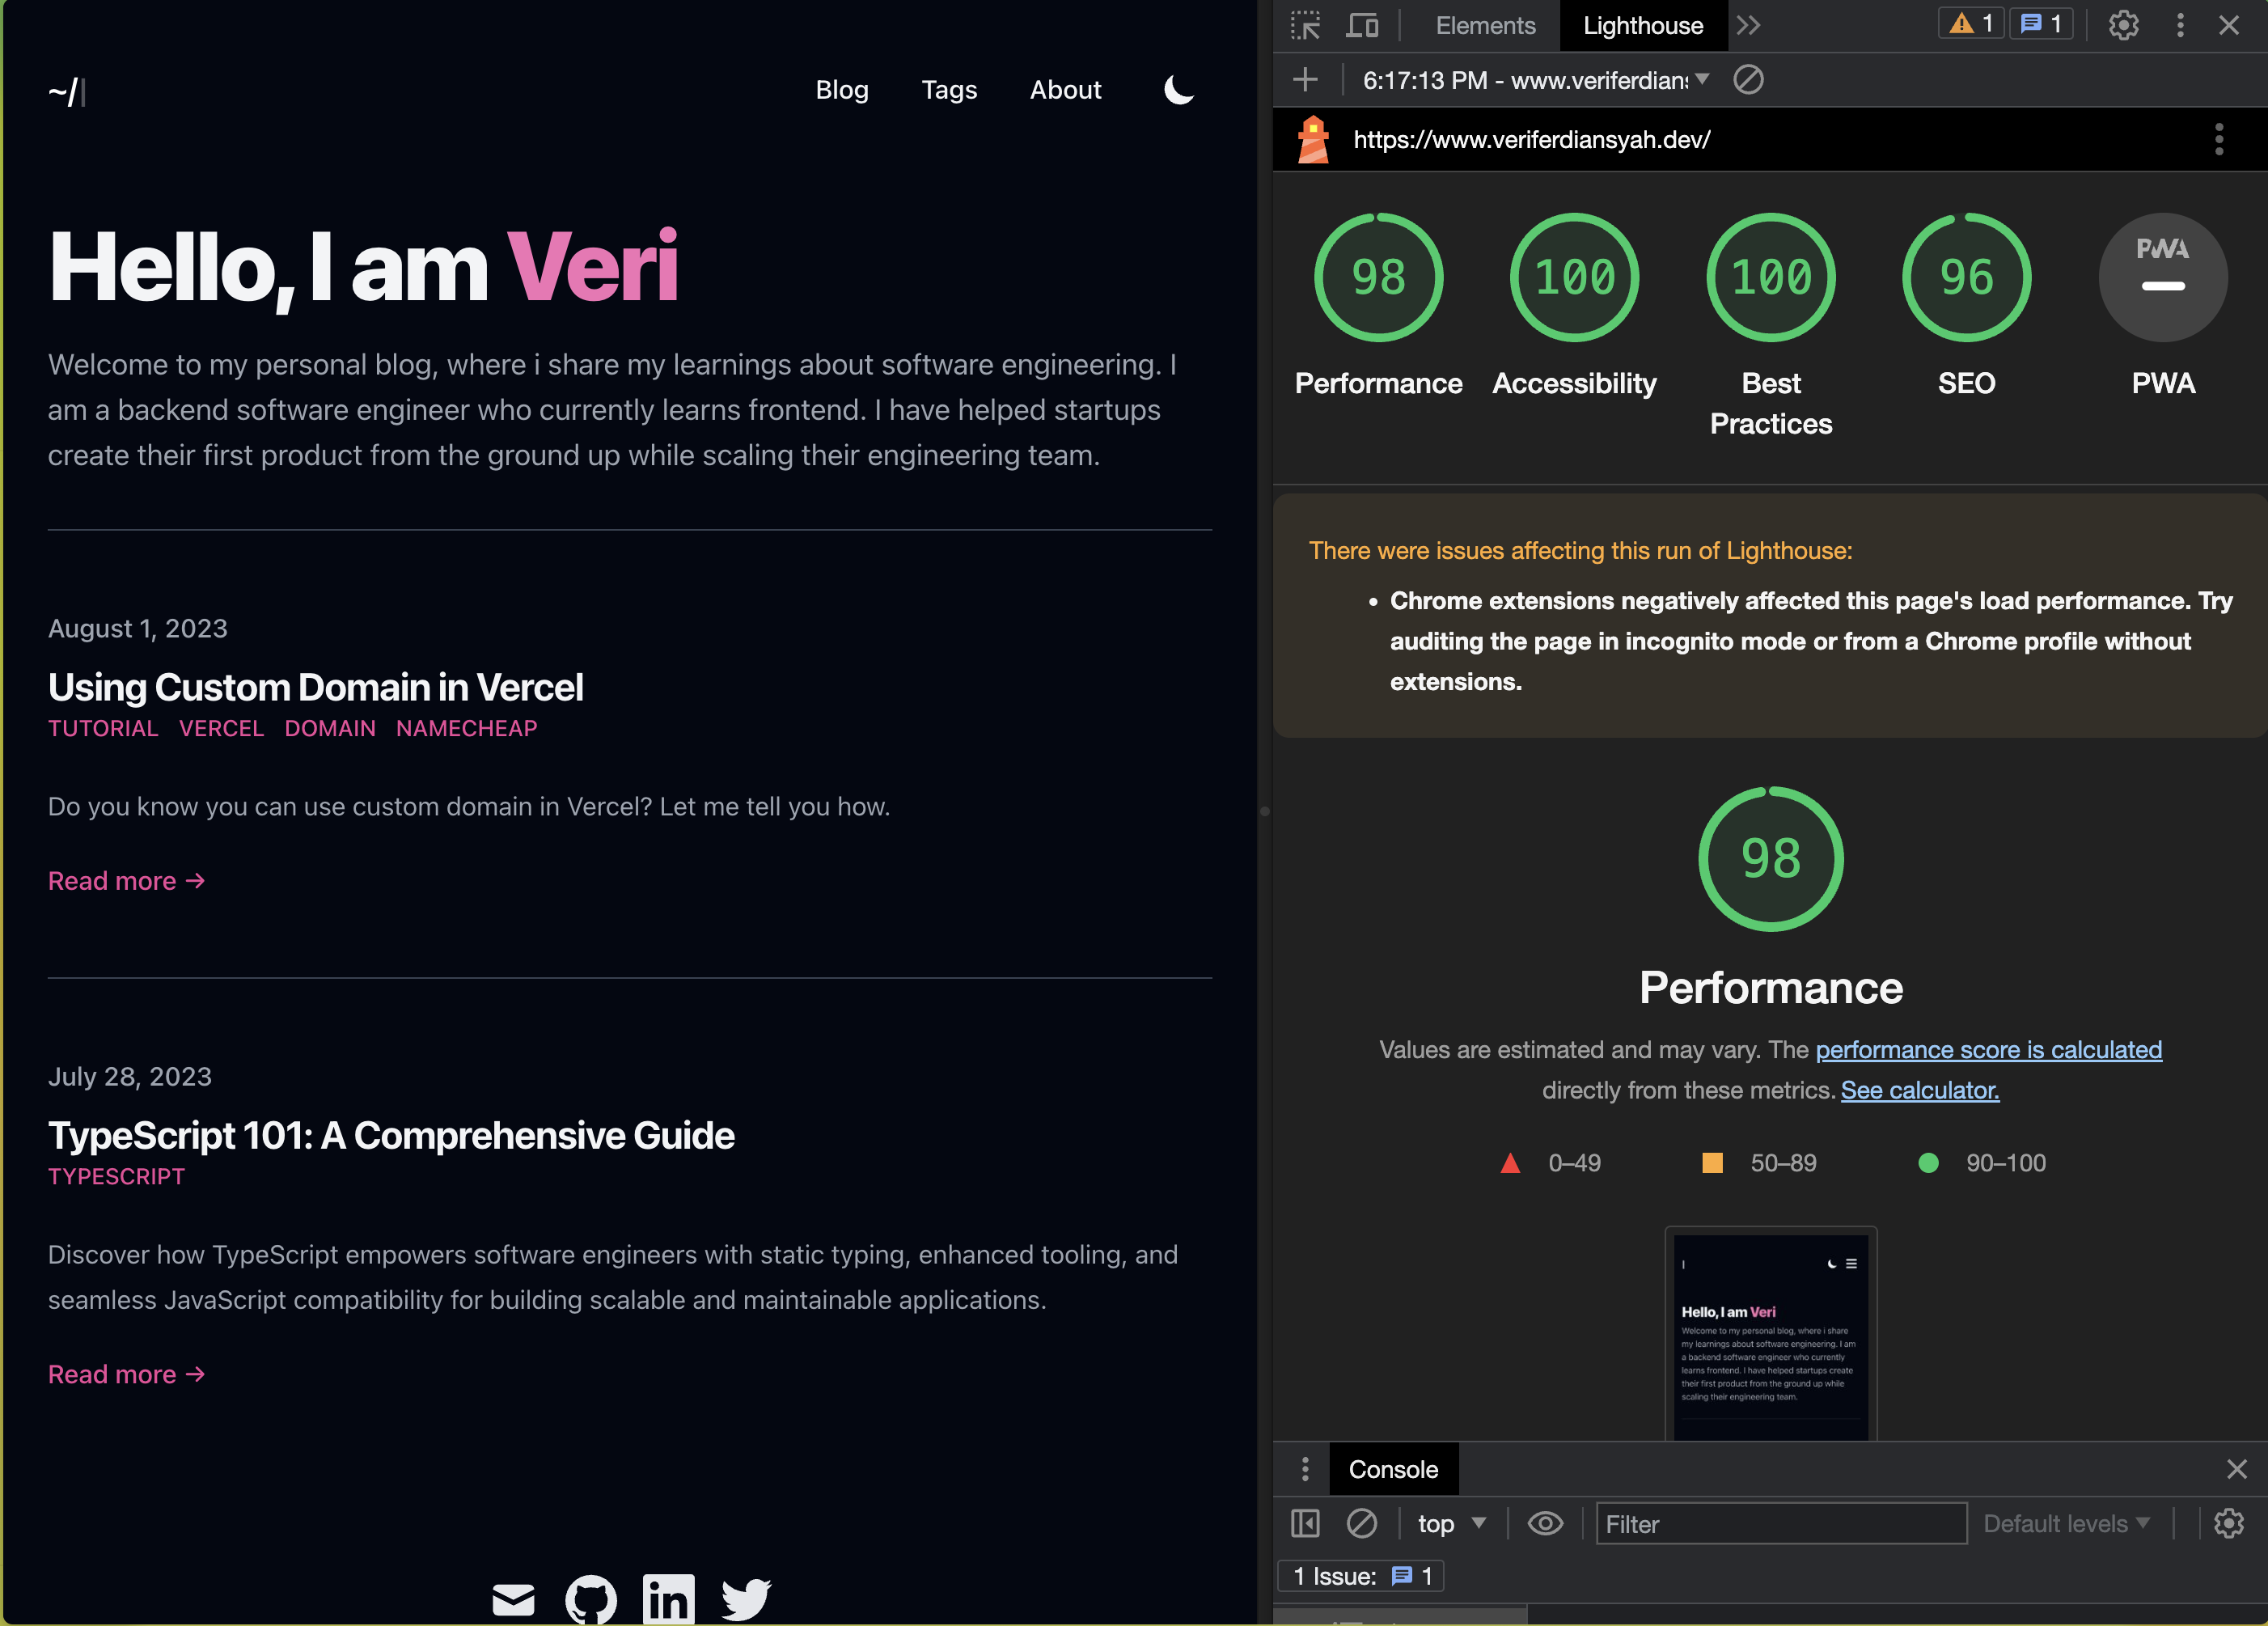 ~/
Blog Tags About
Hello, I am Veri
Welcome to my personal blog, where i share my learnings about software engineering. I
am a backend software engineer who currently learns frontend. I have helped startups
create their first product from the ground up while scaling their engineering team.
August 1, 2023
Using Custom Domain in Vercel
TUTORIAL VERCEL DOMAIN NAMECHEAP
Do you know you can use custom domain in Vercel? Let me tell you how.
Read more →
July 28, 2023
TypeScript 101: A Comprehensive Guide
TYPESCRIPT
Discover how TypeScript empowers software engineers with static typing, enhanced tooling, and
seamless JavaScript compatibility for building scalable and maintainable applications.
Read more →
in
Elements Lighthouse 1 1
6:17:13 PM - www.veriferdians
https://www.veriferdiansyah.dev/
98 100 100 96 PWA
Performance Accessibility Best SEO PWA
Practices
There were issues affecting this run of Lighthouse:
• Chrome extensions negatively affected this page's load performance. Try
auditing the page in incognito mode or from a Chrome profile without
extensions.
98
Performance
Values are estimated and may vary. The performance score is calculated
directly from these metrics. See calculator.
0–49 50–89 90–100
Hello, I am Veri
Welcome to my personal blog, where i share
my learnings about software engineering. I am
a backend software engineer who currently
learns frontend. I have helped startups create
their first product from the ground up while
scaling their engineering team.
Console
top Filter Default levels
1 Issue: 1